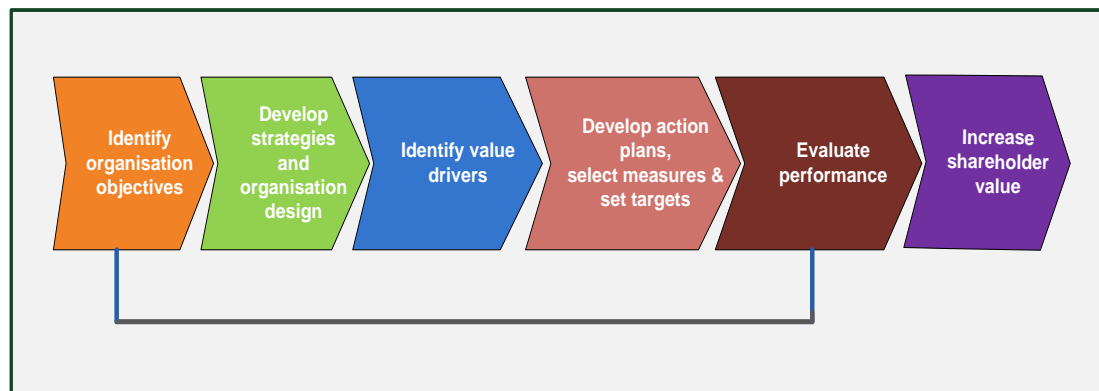 Identify
organisation
objectives
Develop
strategies
and
organisation
design
Identify value
drivers
Develop action
plans,
select measures &
set targets
Evaluate
performance
Increase
shareholder
value